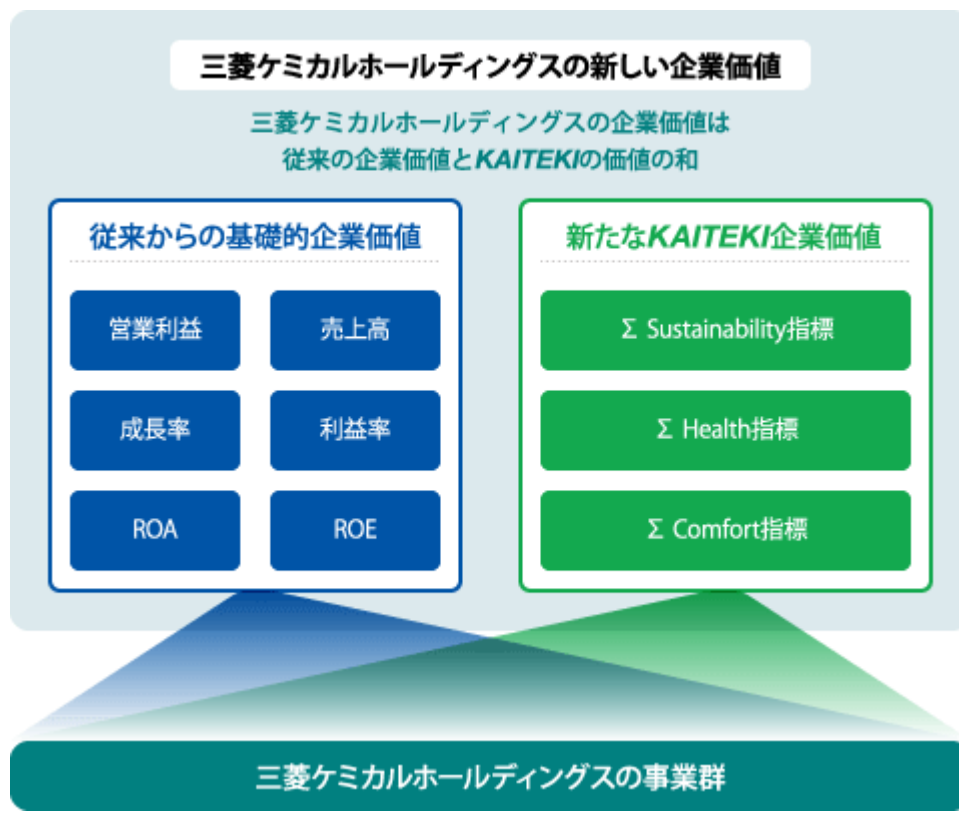 三菱ケミカルホールディングスの新しい企業価値
三菱ケミカルホールディングスの企業価値は
従来の企業価値とKAITEKIの価値の和
従来からの基礎的企業価値
営業利益
売上高
成長率
利益率
ROA
ROE
新たなKAITEKI企業価値
Σ Sustainability指標
Σ Health指標
Σ Comfort指標
三菱ケミカルホールディングスの事業群